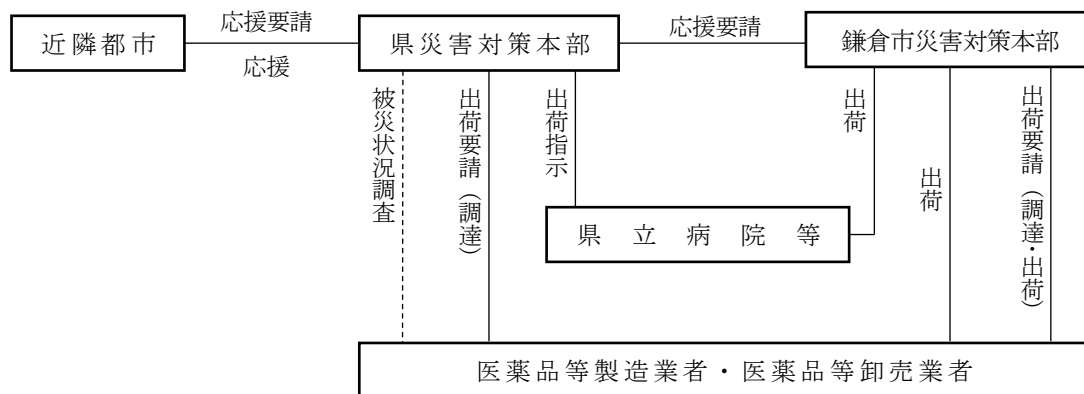 近隣都市
応援要請
応援
県災害対策本部
応援要請
鎌倉市災害対策本部
被災状況調査
出荷要請（調達）
出荷指示
出荷
出荷
出荷要請（調達・出荷）
県立病院等
医薬品等製造業者・医薬品等卸売業者